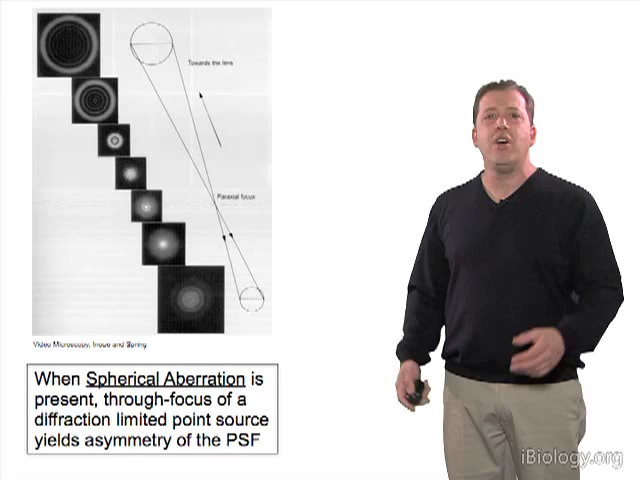 Towards the lens
Paraxial focus
Video Microscopy, Inoue and Spring
When Spherical Aberration is
present, through-focus of a
diffraction limited point source
yields asymmetry of the PSF
iBiology.org